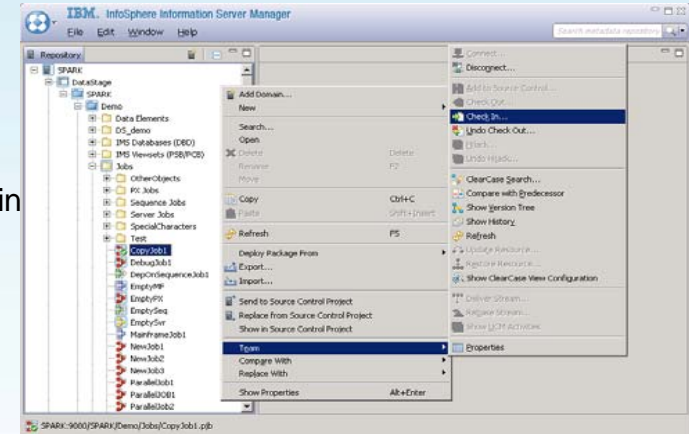 IBM. InfoSphere Information Server Manager
File Edit Window Help
Search metadata repository
Repository
SPARK
DataStage
SPARK
Demo
Data Elements
DS_demo
IMS Databases (DBD)
IMS Viewsets (PSB/PCB)
Jobs
OtherObjects
PX Jobs
Sequence Jobs
Server Jobs
SpecialCharacters
Test
CopyJob1
DebugJob1
DepOnSequenceJob1
EmptyMF
EmptyPX
EmptySeq
EmptySvr
MainframeJob1
NewJob1
NewJob2
NewJob3
ParallelJob1
ParallelJOB1
ParallelJob2
in
Add Domain...
New
Search...
Open
Delete Delete
Rename F2
Move
Copy Ctrl+C
Paste Shift+Insert
Refresh F5
Deploy Package From
Export...
Import...
Send to Source Control Project
Replace from Source Control Project
Show in Source Control Project
Team
Compare With
Replace With
Show Properties Alt+Enter
Connect...
Disconnect...
Add to Source Control...
Check Out...
Check In...
Undo Check Out...
Hijack...
Undo Hijack...
ClearCase Search...
Compare with Predecessor
Show Version Tree
Show History
Refresh
Update Resource...
Restore Resource...
Show ClearCase View Configuration
Deliver Stream...
Rebase Stream...
Show UCM Activities
Properties
SPARK:9000/SPARK/Demo/Jobs/CopyJob1.pjb